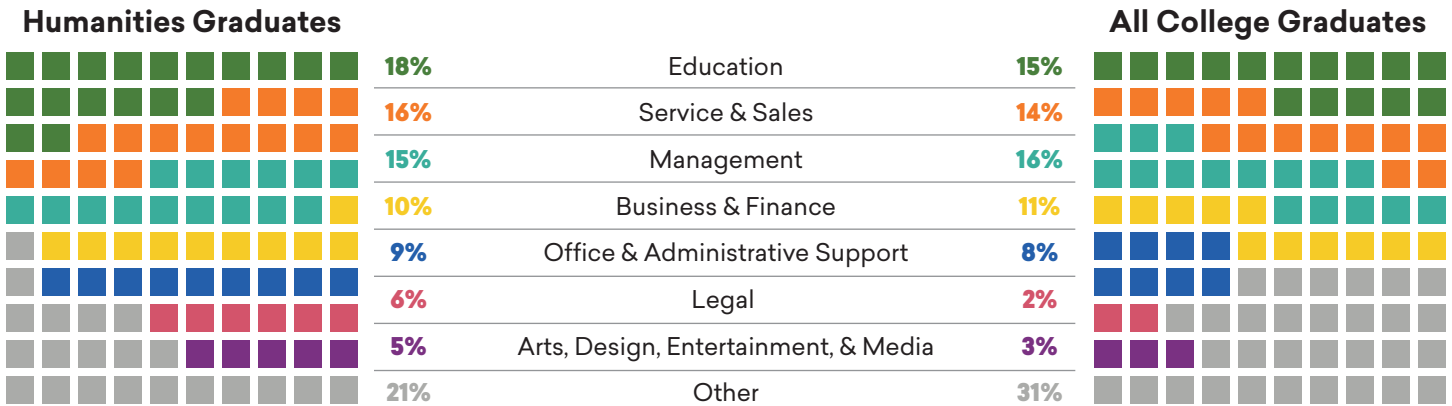 Humanities Graduates
All College Graduates
18% Education 15%
16% Service & Sales 14%
15% Management 16%
10% Business & Finance 11%
9% Office & Administrative Support 8%
6% Legal 2%
5% Arts, Design, Entertainment, & Media 3%
21% Other 31%